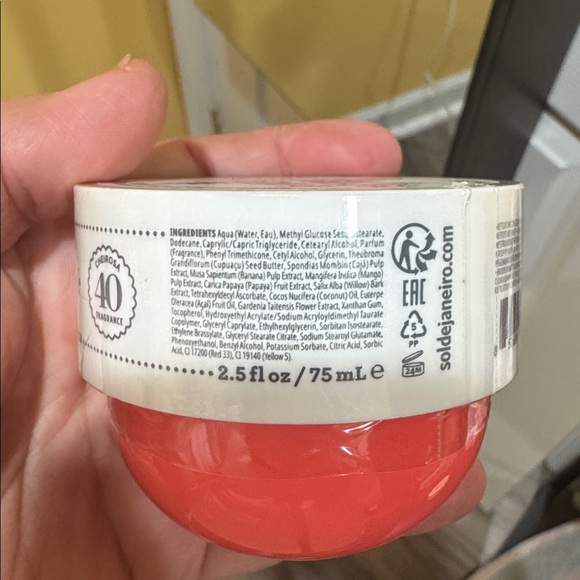 INGREDIENTS Aqua (Water, Eau), Methyl Glucose Sesquistearate,
Dodecane, Caprylic/Capric Triglyceride, Cetearyl Alcohol, Parfum
(Fragrance), Phenyl Trimethicone, Cetyl Alcohol, Glycerin, Theobroma
Grandiflorum (Cupuaçu) Seed Butter, Spondias Mombin (Cajá) Pulp
Extract, Musa Sapientum (Banana) Pulp Extract, Mangifera Indica (Mango)
Pulp Extract, Carica Papaya (Papaya) Fruit Extract, Salix Alba (Willow) Bark
Extract, Tetrahexyldecyl Ascorbate, Cocos Nucifera (Coconut) Oil, Euterpe
Oleracea (Açaí) Fruit Oil, Gardenia Taitensis Flower Extract, Xanthan Gum,
Tocopherol, Hydroxyethyl Acrylate/Sodium Acryloyldimethyl Taurate
Copolymer, Glyceryl Caprylate, Ethylhexylglycerin, Sorbitan Isostearate,
Ethylene Brassylate, Glyceryl Stearate Citrate, Sodium Stearoyl Glutamate,
Phenoxyethanol, Benzyl Alcohol, Potassium Sorbate, Citric Acid, Sorbic
Acid, CI 17200 (Red 33), CI 19140 (Yellow 5).
2.5 fl oz / 75 mL e
CHEIROSA
40
FRAGRANCE
EAC
5
PP
24M
soldejaneiro.com